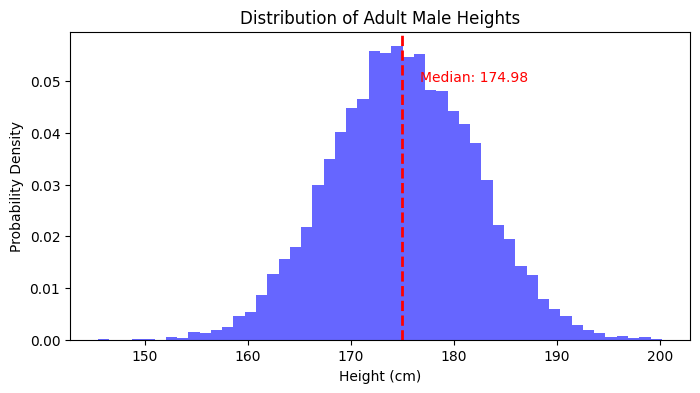 Distribution of Adult Male Heights
Probability Density
0.05
0.04
0.03
0.02
0.01
0.00
Median: 174.98
150 160 170 180 190 200
Height (cm)